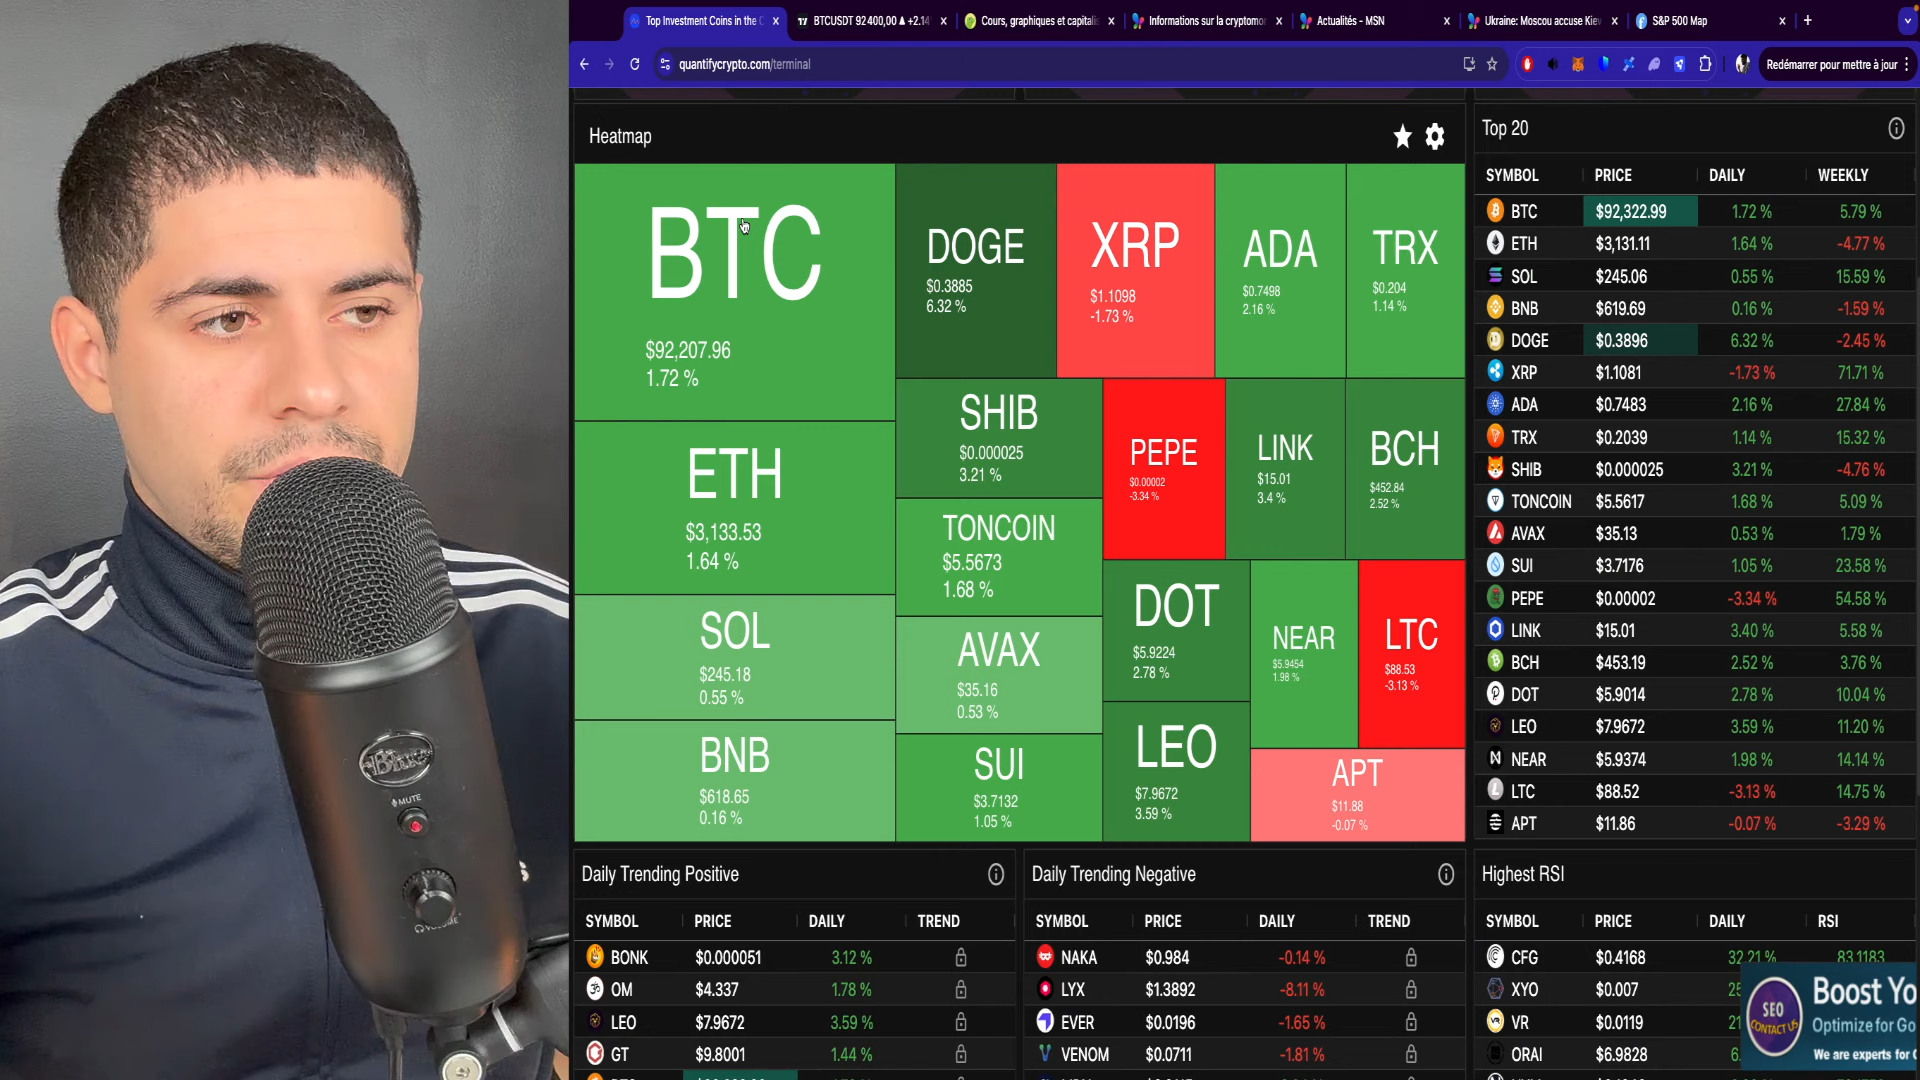 Top Investment Coins in the C
BTCUSDT 92 400,00 ▲ +2.14
Cours, graphiques et capitalis
Informations sur la cryptomon
Actualités - MSN
Ukraine: Moscou accuse Kiev
S&P 500 Map
quantifycrypto.com/terminal
Redémarrer pour mettre à jour
Heatmap
BTC
$92,207.96
1.72 %
DOGE
$0.3885
6.32 %
XRP
$1.1098
-1.73 %
ADA
$0.7498
2.16 %
TRX
$0.204
1.14 %
ETH
$3,133.53
1.64 %
SHIB
$0.000025
3.21 %
PEPE
$0.00002
-3.34 %
LINK
$15.01
3.4 %
BCH
$452.84
2.52 %
TONCOIN
$5.5673
1.68 %
SOL
$245.18
0.55 %
AVAX
$35.16
0.53 %
DOT
$5.9224
2.78 %
NEAR
$5.9454
1.98 %
LTC
$88.53
-3.13 %
BNB
$618.65
0.16 %
SUI
$3.7132
1.05 %
LEO
$7.9672
3.59 %
APT
$11.88
-0.07 %
Top 20
SYMBOL PRICE DAILY WEEKLY
BTC $92,322.99 1.72 % 5.79 %
ETH $3,131.11 1.64 % -4.77 %
SOL $245.06 0.55 % 15.59 %
BNB $619.69 0.16 % -1.59 %
DOGE $0.3896 6.32 % -2.45 %
XRP $1.1081 -1.73 % 71.71 %
ADA $0.7483 2.16 % 27.84 %
TRX $0.2039 1.14 % 15.32 %
SHIB $0.000025 3.21 % -4.76 %
TONCOIN $5.5617 1.68 % 5.09 %
AVAX $35.13 0.53 % 1.79 %
SUI $3.7176 1.05 % 23.58 %
PEPE $0.00002 -3.34 % 54.58 %
LINK $15.01 3.40 % 5.58 %
BCH $453.19 2.52 % 3.76 %
DOT $5.9014 2.78 % 10.04 %
LEO $7.9672 3.59 % 11.20 %
NEAR $5.9374 1.98 % 14.14 %
LTC $88.52 -3.13 % 14.75 %
APT $11.86 -0.07 % -3.29 %
Daily Trending Positive
SYMBOL PRICE DAILY TREND
BONK $0.000051 3.12 %
OM $4.337 1.78 %
LEO $7.9672 3.59 %
GT $9.8001 1.44 %
Daily Trending Negative
SYMBOL PRICE DAILY TREND
NAKA $0.984 -0.14 %
LYX $1.3892 -8.11 %
EVER $0.0196 -1.65 %
VENOM $0.0711 -1.81 %
Highest RSI
SYMBOL PRICE DAILY RSI
CFG $0.4168 32.21 % 83.1183
XYO $0.007
VR $0.0119
ORAI $6.9828
SEO
CONTACT US
Boost Yo
Optimize for Go
We are experts for
Blue
MUTE
VOLUME